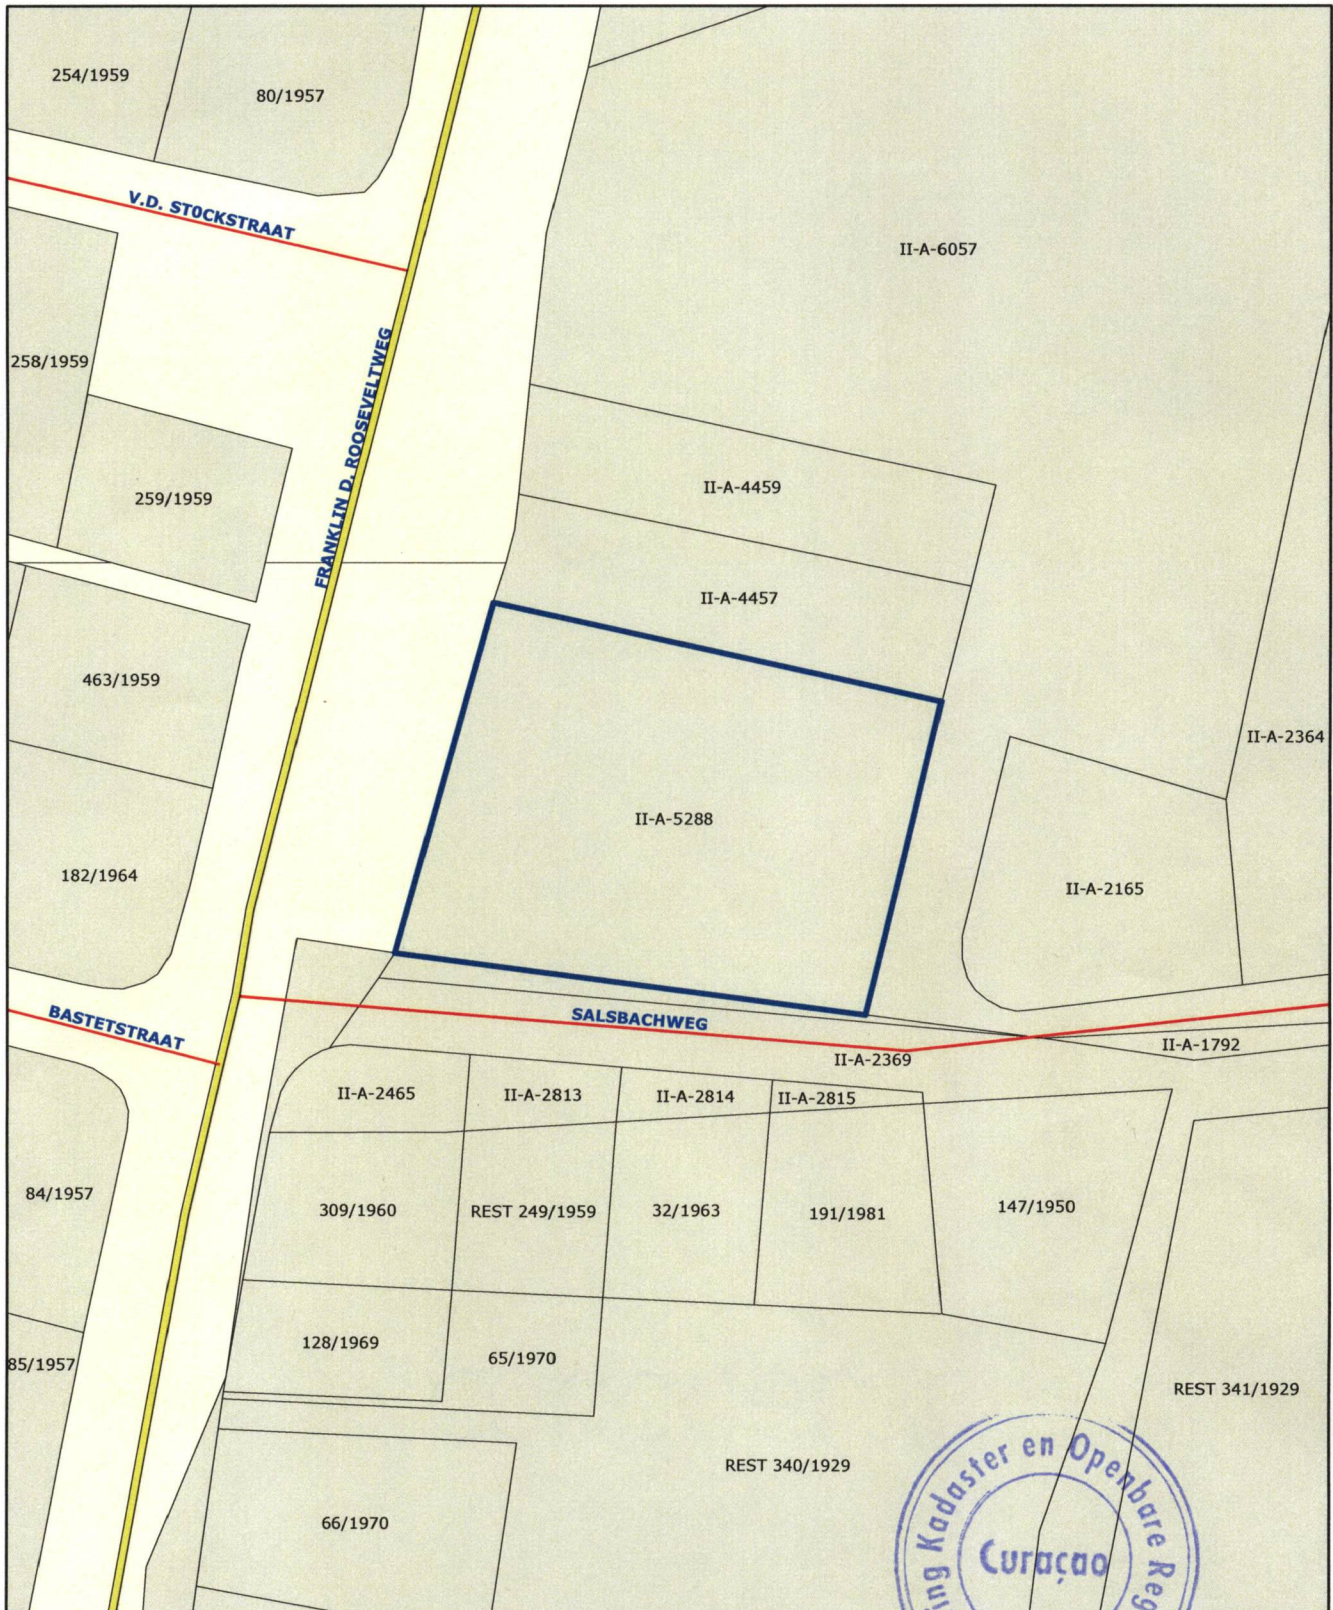 254/1959
80/1957
V.D. STOCKSTRAAT
II-A-6057
258/1959
FRANKLIN D. ROOSEVELTWEG
259/1959
II-A-4459
II-A-4457
463/1959
II-A-2364
II-A-5288
182/1964
II-A-2165
BASTETSTRAAT
SALSBACHWEG
II-A-2369
II-A-1792
II-A-2465
II-A-2813
II-A-2814
II-A-2815
84/1957
309/1960
REST 249/1959
32/1963
191/1981
147/1950
128/1969
65/1970
85/1957
REST 341/1929
REST 340/1929
66/1970
ing Kadaster en Openbare Reg
Curaçao